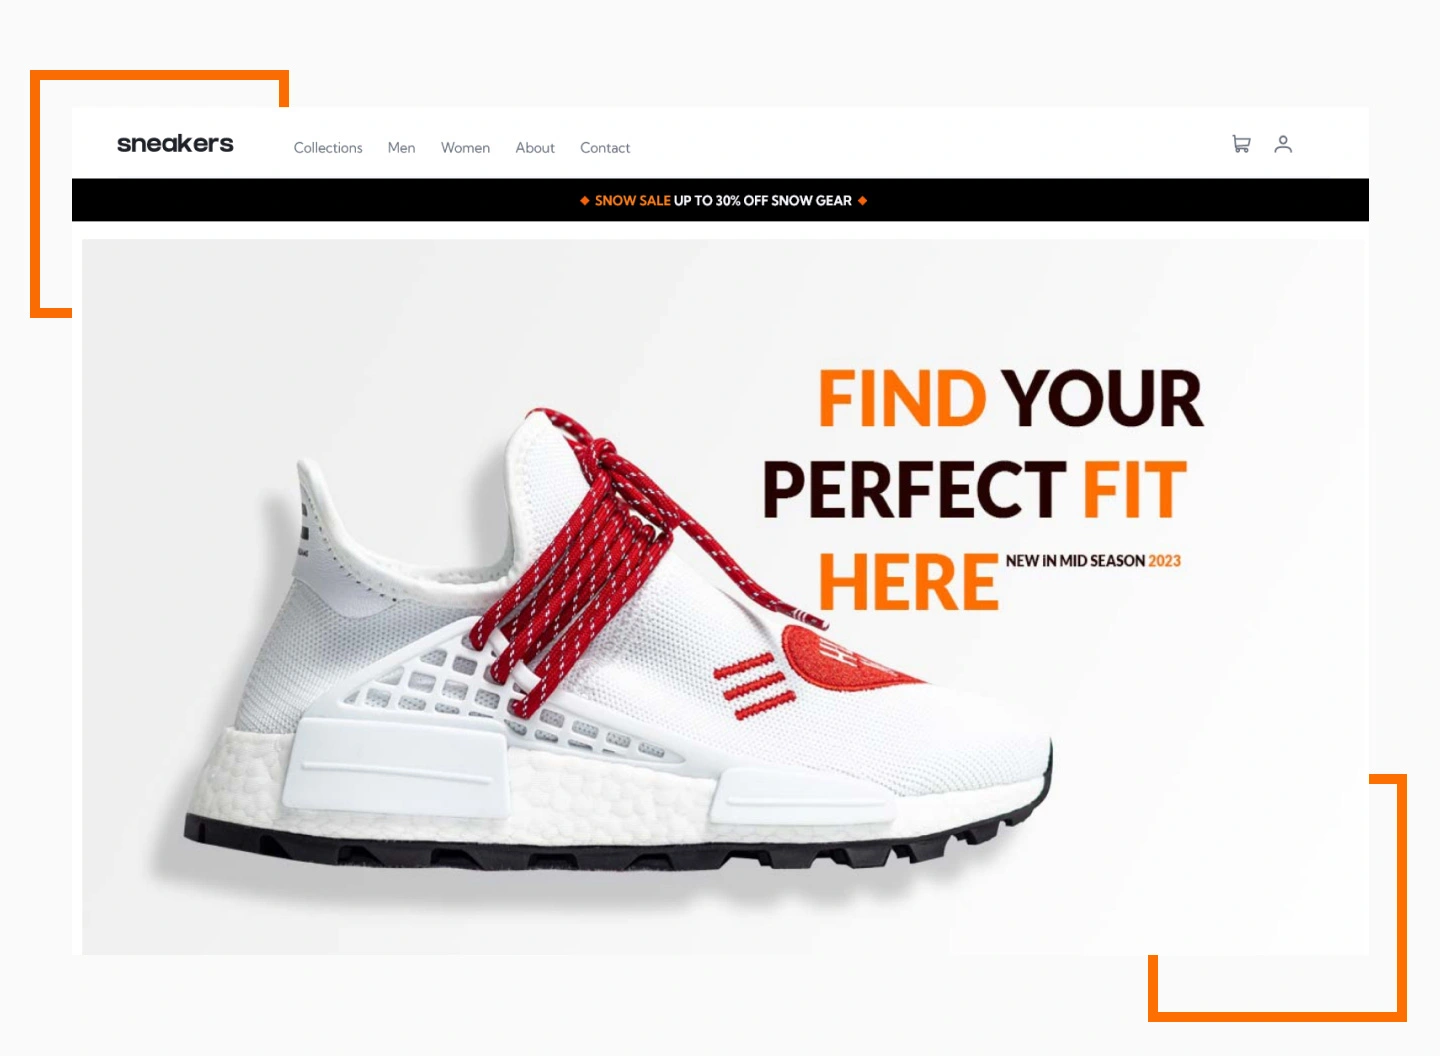 sneakers
Collections Men Women About Contact
SNOW SALE UP TO 30% OFF SNOW GEAR
FIND YOUR
PERFECT FIT
HERE NEW iN MID SEASON 2023